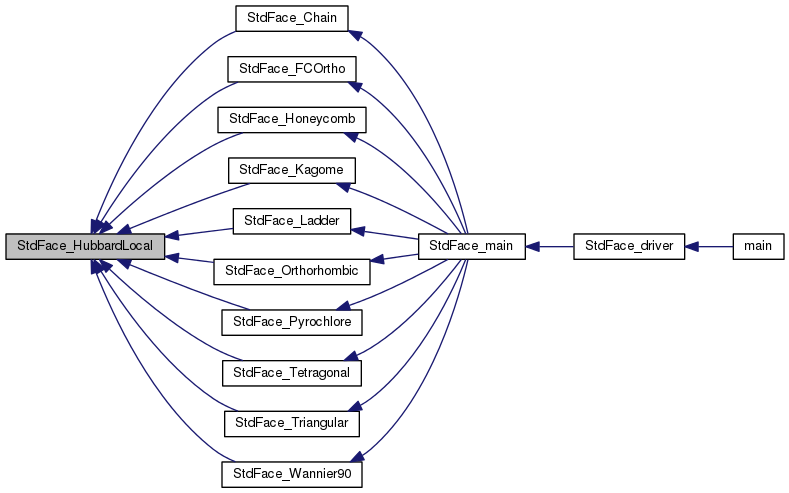 StdFace_Chain
StdFace_FCOrtho
StdFace_Honeycomb
StdFace_Kagome
StdFace_Ladder
StdFace_HubbardLocal
StdFace_main
StdFace_driver
main
StdFace_Orthorhombic
StdFace_Pyrochlore
StdFace_Tetragonal
StdFace_Triangular
StdFace_Wannier90